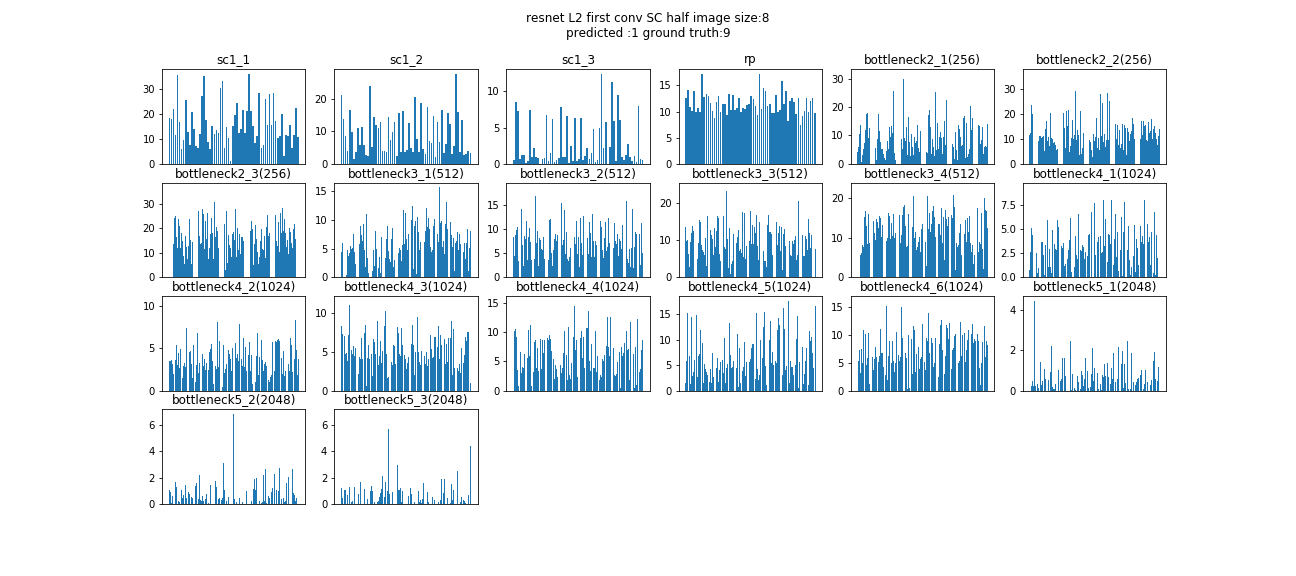 resnet L2 first conv SC half image size:8
predicted :1 ground truth:9
sc1_1 sc1_2 sc1_3 rp bottleneck2_1(256) bottleneck2_2(256)
30 20 10 0
20 10 0
10 5 0
15 10 5 0
30 20 10 0
30 20 10 0
bottleneck2_3(256) bottleneck3_1(512) bottleneck3_2(512) bottleneck3_3(512) bottleneck3_4(512) bottleneck4_1(1024)
30 20 10 0
15 10 5 0
15 10 5 0
20 10 0
20 10 0
7.5 5.0 2.5 0.0
bottleneck4_2(1024) bottleneck4_3(1024) bottleneck4_4(1024) bottleneck4_5(1024) bottleneck4_6(1024) bottleneck5_1(2048)
10 5 0
10 5 0
15 10 5 0
15 10 5 0
15 10 5 0
4 2 0
bottleneck5_2(2048) bottleneck5_3(2048)
6 4 2 0
6 4 2 0